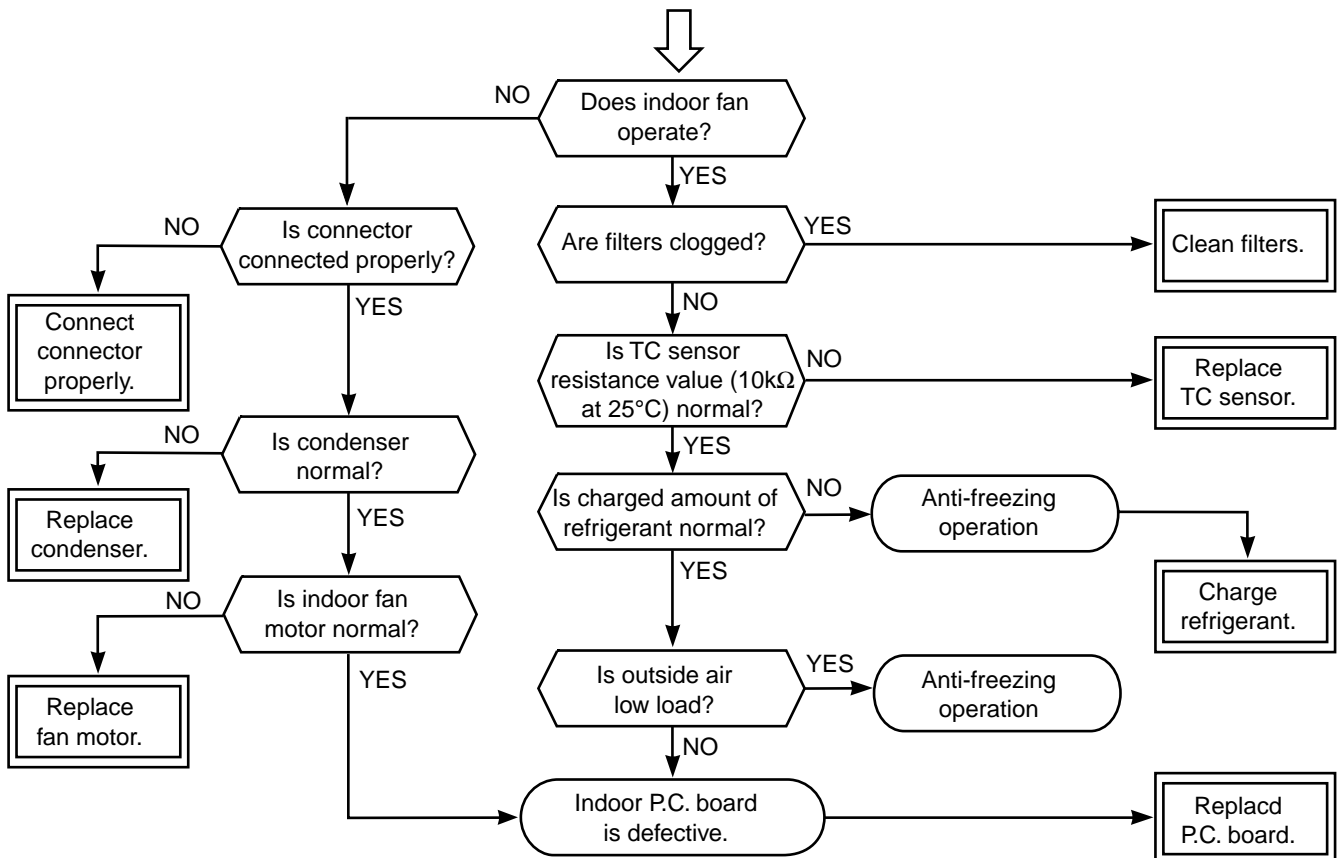 NO
Does indoor fan
operate?
YES
NO
Is connector
connected properly?
Are filters clogged?
YES
Clean filters.
YES
NO
Connect
connector
properly.
Is TC sensor
resistance value (10kΩ
at 25°C) normal?
NO
Replace
TC sensor.
NO
Is condenser
normal?
YES
Replace
condenser.
YES
Is charged amount of
refrigerant normal?
NO
Anti-freezing
operation
YES
Charge
refrigerant.
NO
Is indoor fan
motor normal?
YES
Replace
fan motor.
Is outside air
low load?
YES
Anti-freezing
operation
NO
Indoor P.C. board
is defective.
Replacd
P.C. board.